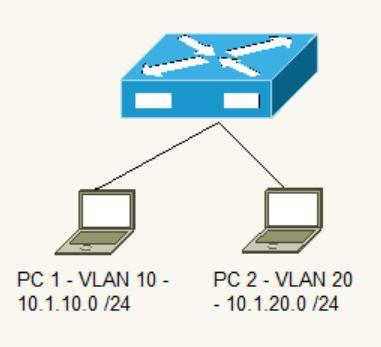 PC 1 - VLAN 10 -
10.1.10.0 /24
PC 2 - VLAN 20
- 10.1.20.0 /24